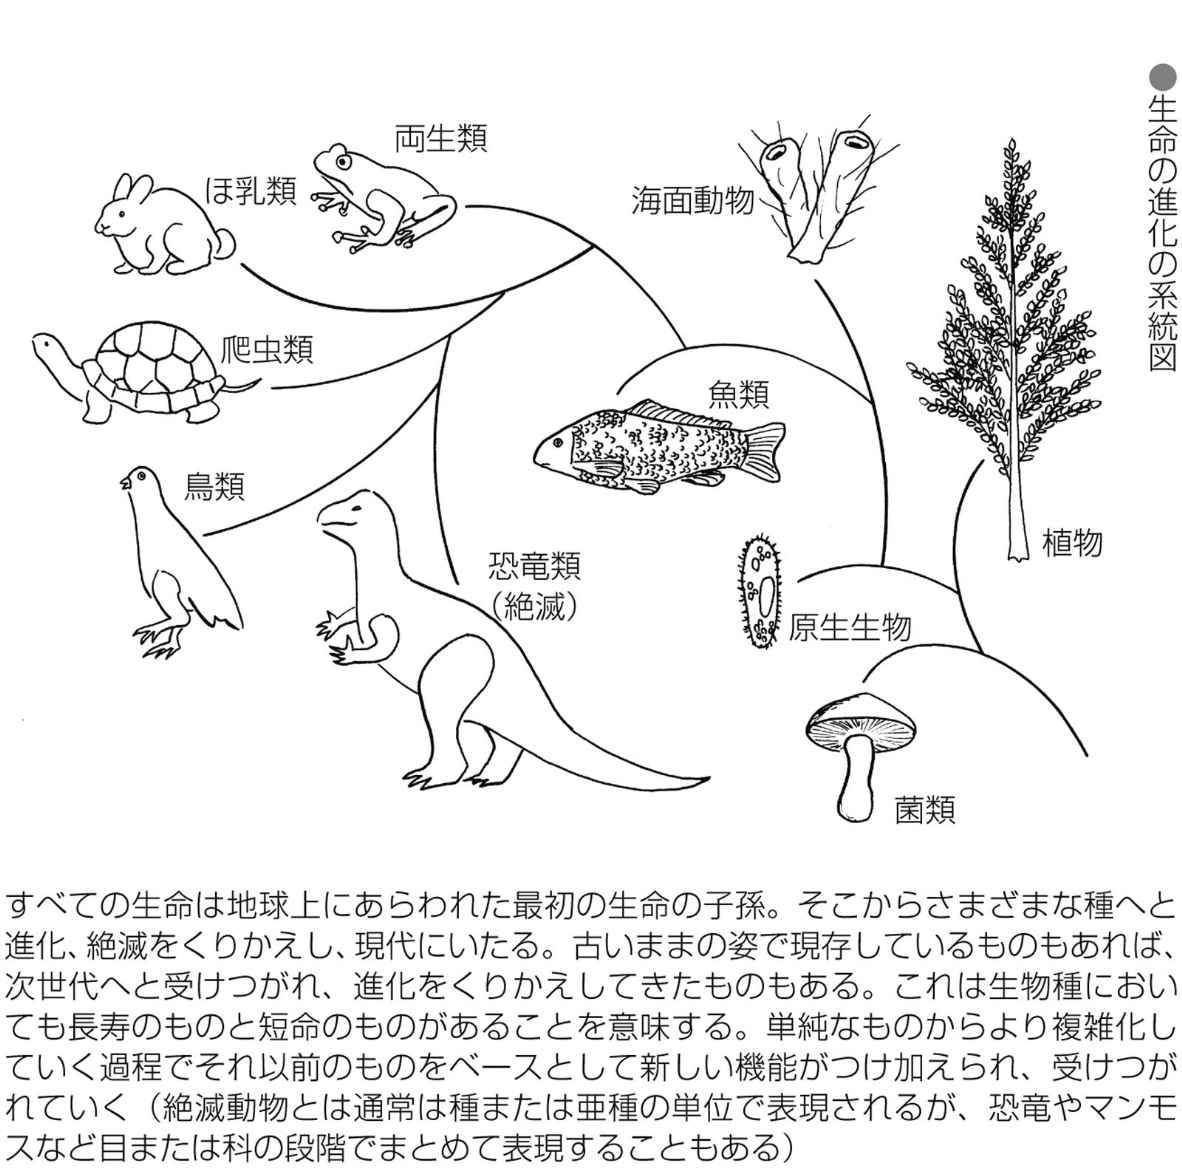 ●生命の進化の系統図
両生類
ほ乳類
海面動物
爬虫類
魚類
鳥類
植物
恐竜類
（絶滅）
原生生物
菌類
すべての生命は地球上にあらわれた最初の生命の子孫。そこからさまざまな種へと
進化、絶滅をくりかえし、現代にいたる。古いままの姿で現存しているものもあれば、
次世代へと受けつがれ、進化をくりかえしてきたものもある。これは生物種におい
ても長寿のものと短命のものがあることを意味する。単純なものからより複雑化し
ていく過程でそれ以前のものをベースとして新しい機能がつけ加えられ、受けつが
れていく（絶滅動物とは通常は種または亜種の単位で表現されるが、恐竜やマンモ
スなど目または科の段階でまとめて表現することもある）